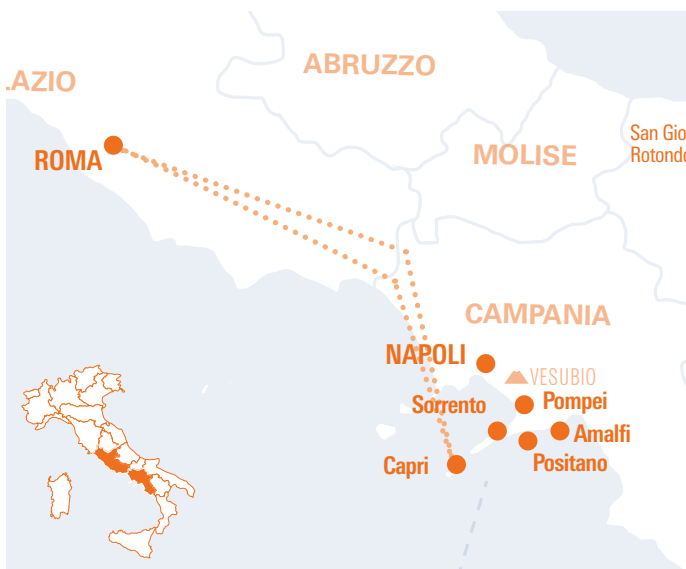 ABRUZZO
.AZIO
San Gio
Rotondo
ROMA
MOLISE
CAMPANIA
NAPOLI
VESUBIO
Sorrento
Pompei
Amalfi
Capri
Positano